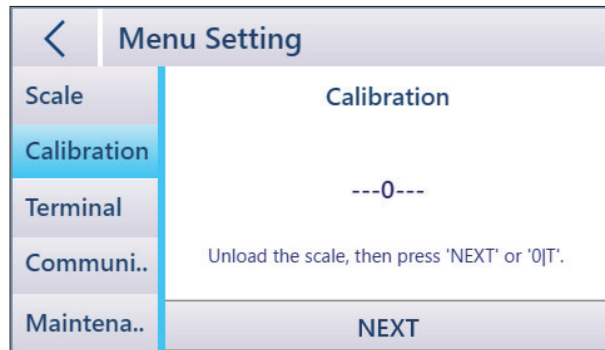 Menu Setting
Scale
Calibration
Terminal
Communi..
Maintena..
Calibration
---0---
Unload the scale, then press 'NEXT' or '0|T'.
NEXT